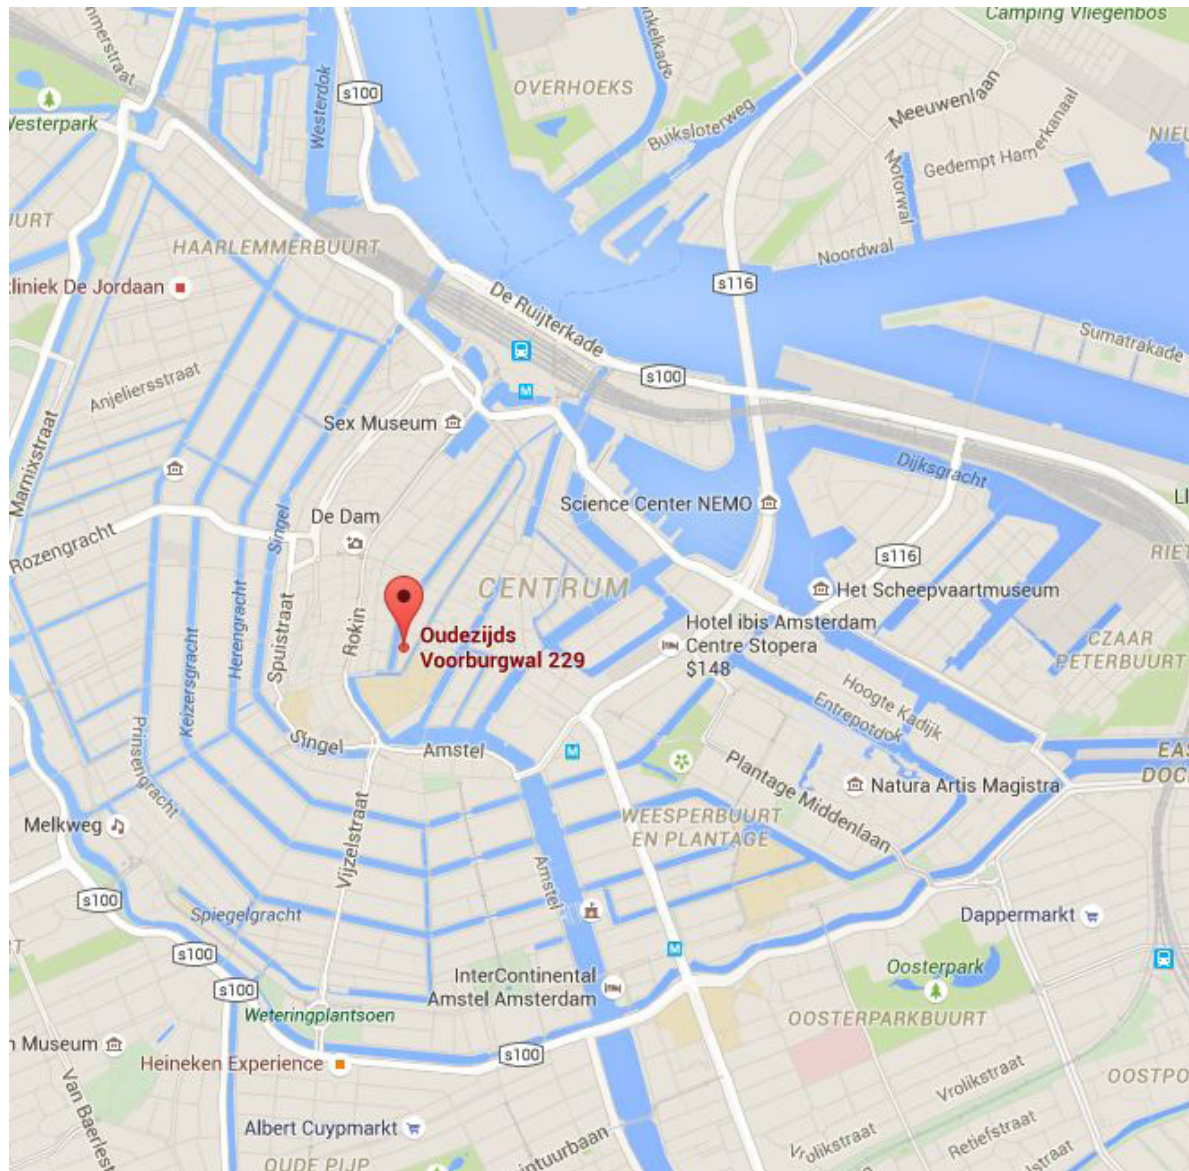 Camping Vliegenbos
OVERHOEKS
s100
s116
Westerdok
Meeuwenlaan
Buiksloterweg
Westerpark
Gedempt Hamerkanaal
Motorwal
HAARLEMMERBUURT
Noordwal
s116
De Jordaan
De Ruijterkade
Sumatrakade
s100
Anjeliersstraat
Marnixstraat
Sex Museum
M
Dijksgracht
Science Center NEMO
Singel
De Dam
Rozengracht
s116
CENTRUM
Het Scheepvaartmuseum
Herengracht
Spuistraat
Rokin
Oudezijds
Voorburgwal 229
Hotel ibis Amsterdam
Centre Stopera
$148
CZAAR
PETERBUURT
Keizersgracht
Prinsengracht
Hoogte Kadijk
Entrepotdok
Singel
Amstel
M
Plantage Middenlaan
Natura Artis Magistra
Vijzelstraat
WEESPERBUURT
EN PLANTAGE
Melkweg
Amstel
s100
Spiegelgracht
Dappermarkt
s100
M
InterContinental
Amstel Amsterdam
Oosterpark
s100
Weteringplantsoen
OOSTERPARKBUURT
Museum
Heineken Experience
s100
Vrolikstraat
Van Baerlest
Albert Cuypmarkt
Vrolikstraat
Retiefstraat
OUDE PIJP